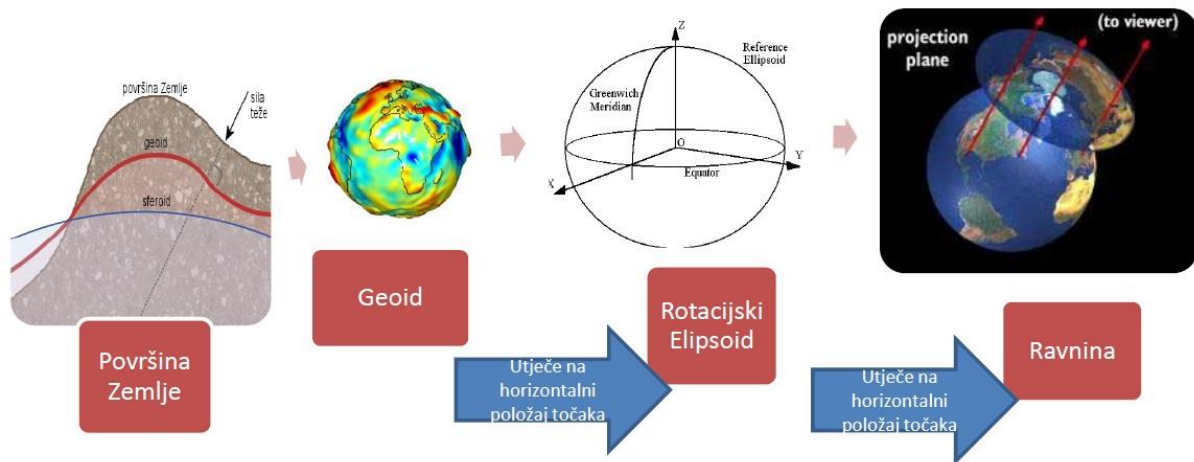 površina Zemlje
sila
teže
geoid
sferoid
Površina
Zemlje
Geoid
Z
Reference
Ellipsoid
Greenwich
Meridian
O
Y
X
Equator
Rotacijski
Elipsoid
Utječe na
horizontalni
položaj točaka
projection
plane
(to viewer)
Ravnina
Utječe na
horizontalni
položaj točaka